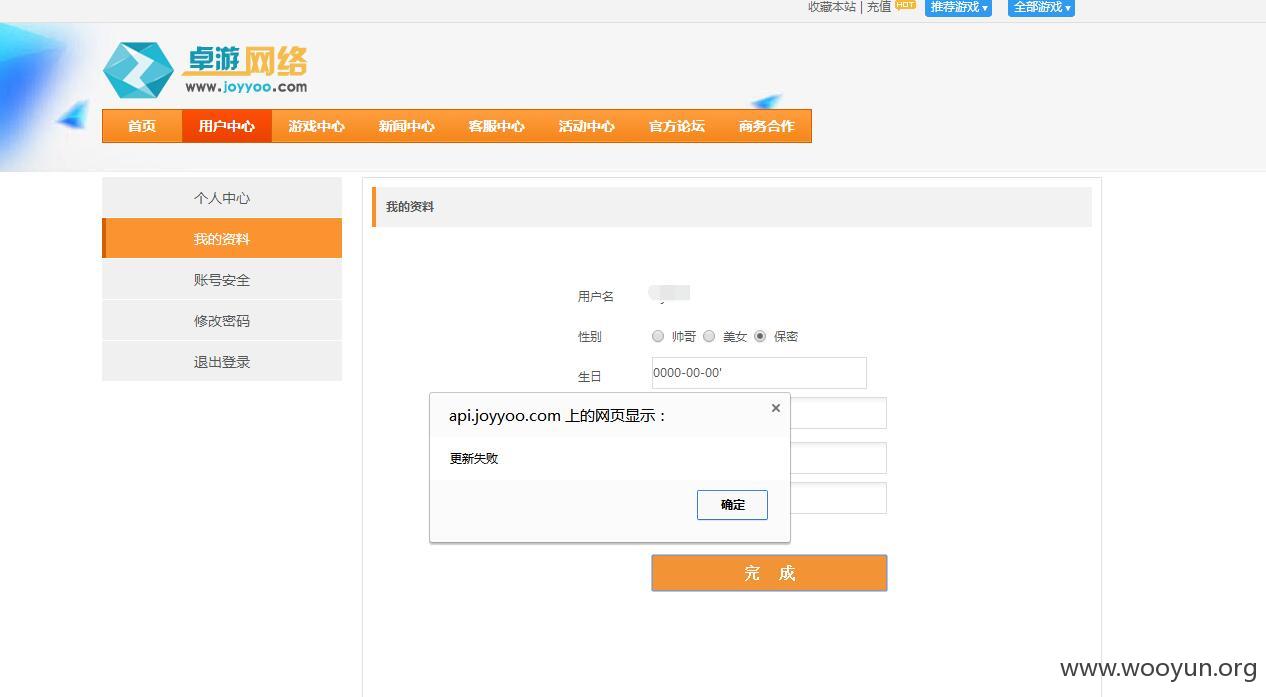 收藏本站 | 充值 HOT 推荐游戏 全部游戏
卓游网络
www.joyyoo.com
首页 用户中心 游戏中心 新闻中心 客服中心 活动中心 官方论坛 商务合作
个人中心
我的资料
账号安全
修改密码
退出登录
我的资料
用户名
性别 帅哥 美女 保密
生日 0000-00-00'
api.joyyoo.com 上的网页显示：
×
更新失败
确定
完 成
www.wooyun.org